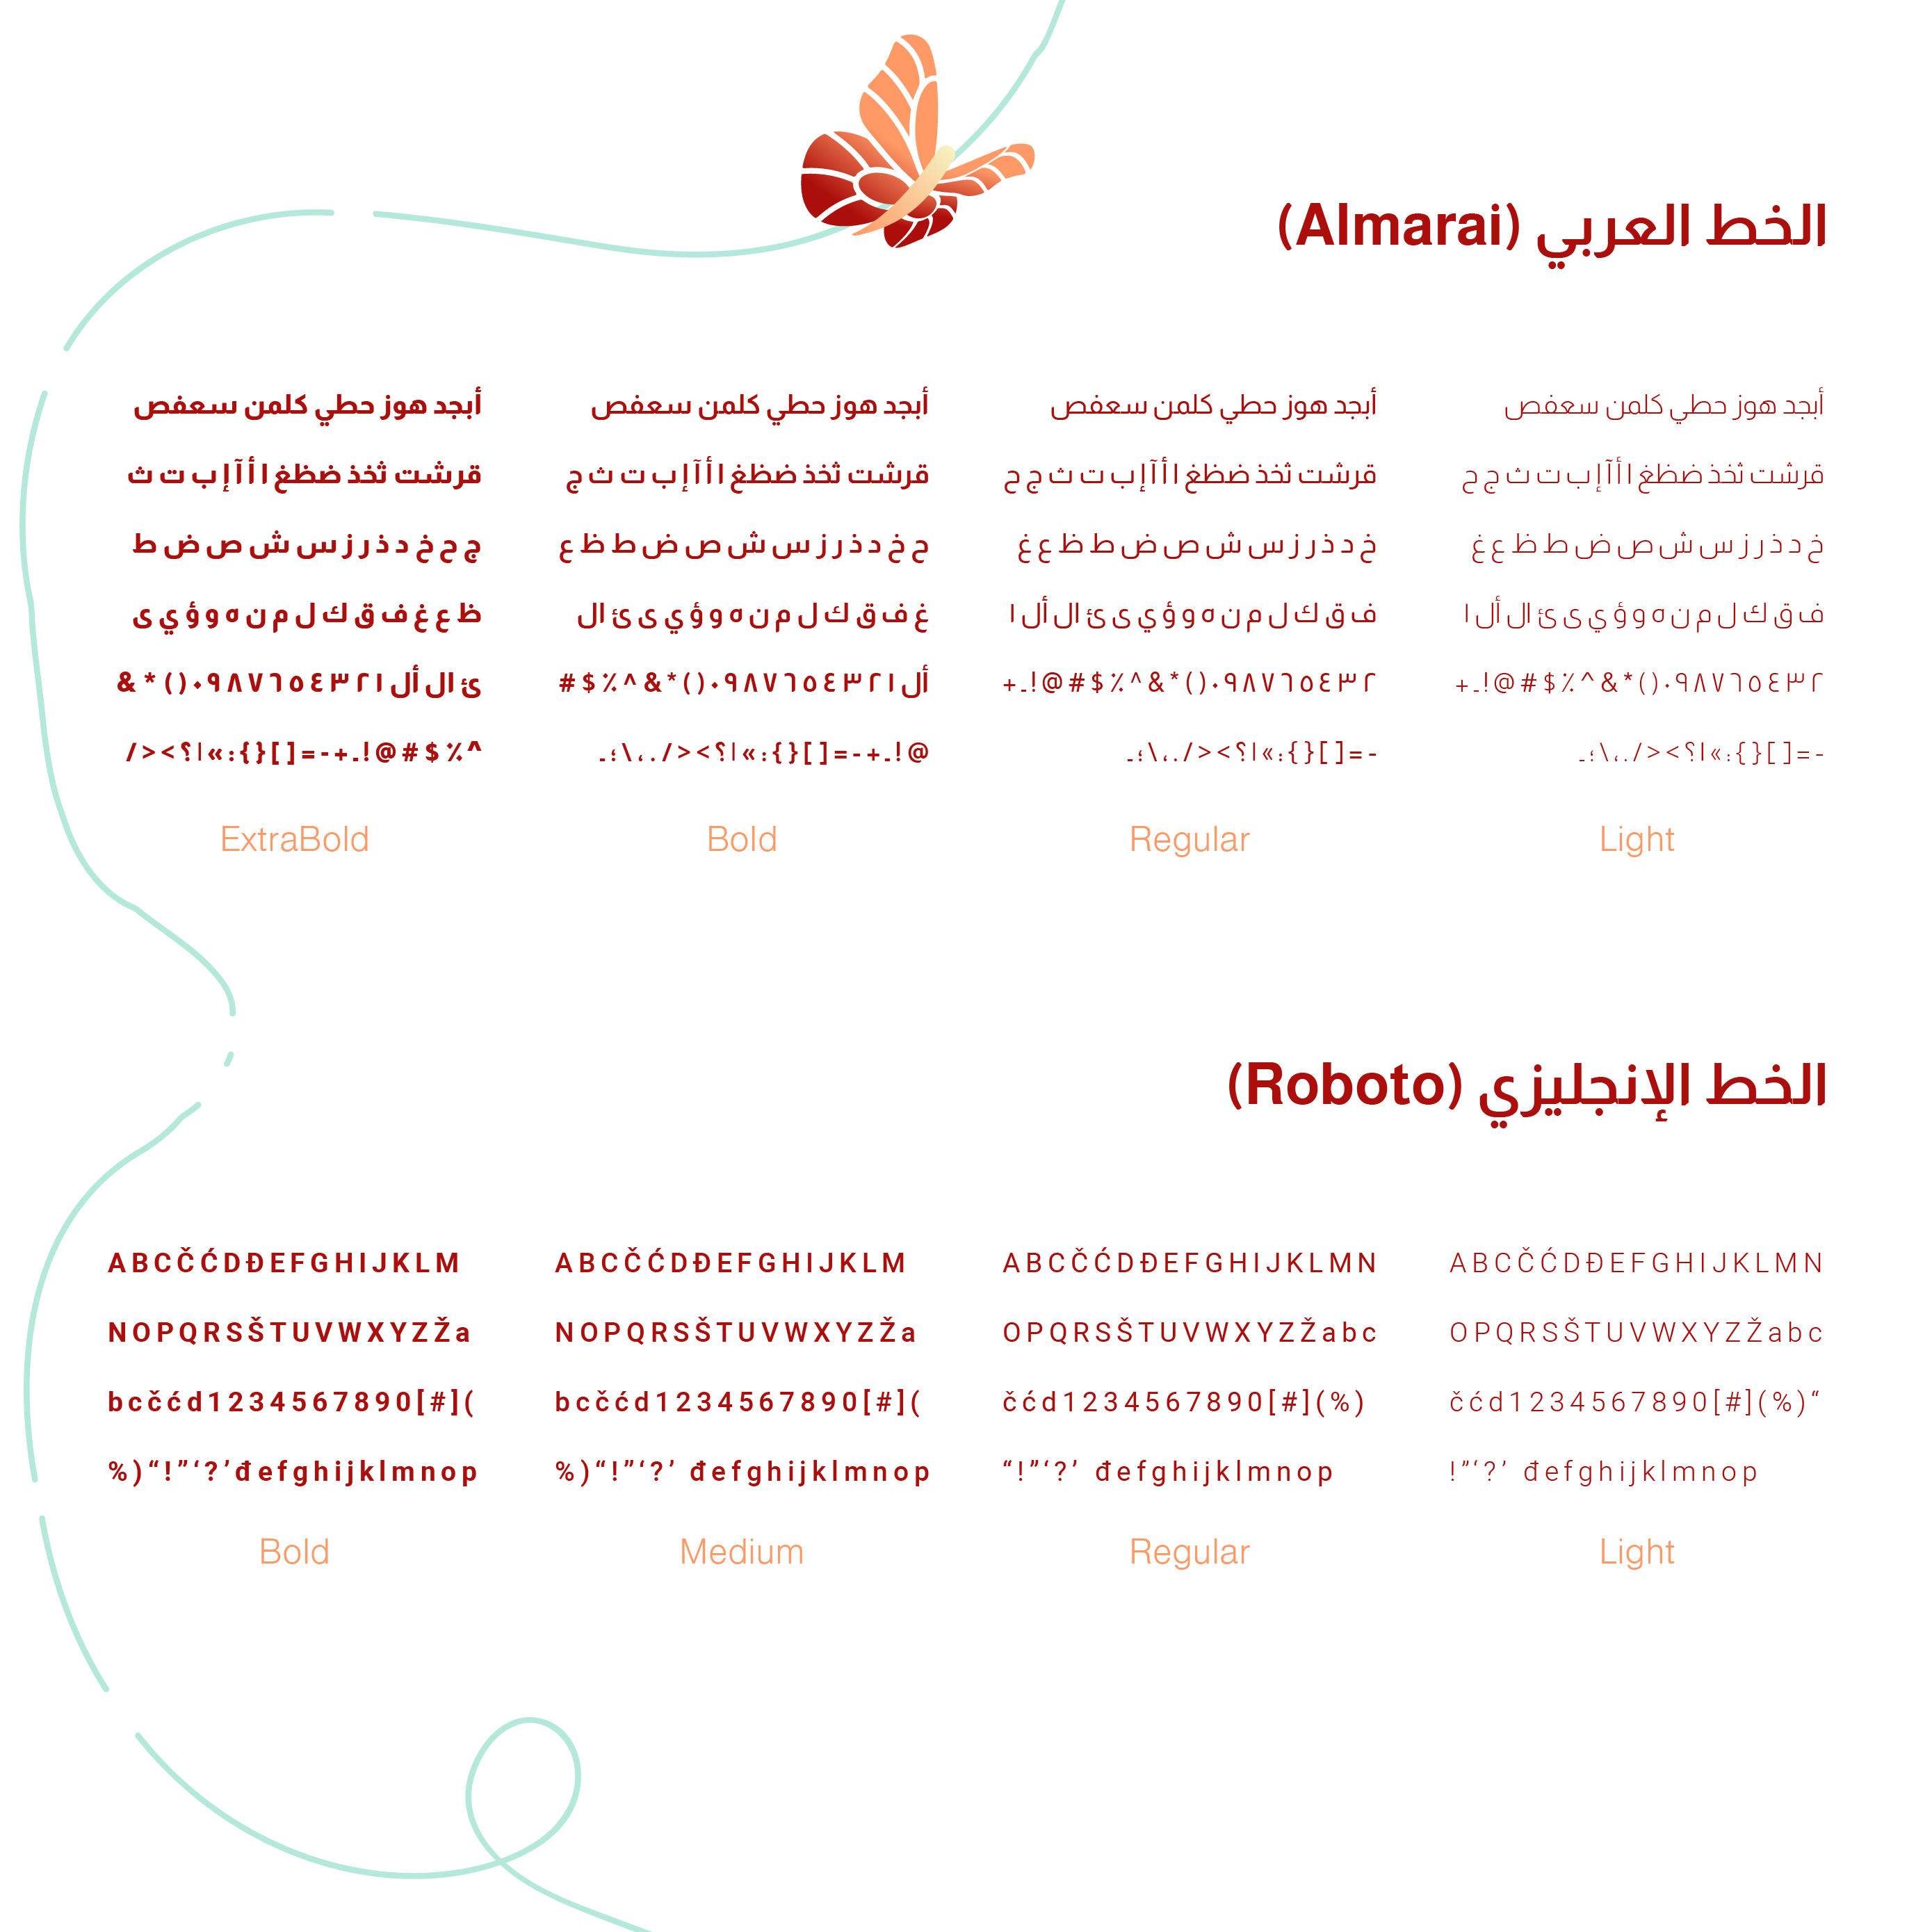 الخط العربي (Almarai)
أبجد هوز حطي كلمن سعفص
قرشت ثخذ ضظغ ا أ آ إ ب ت ث ج ح
خ د ذ ر ز س ش ص ض ط ظ ع غ
ف ق ك ل م ن ه و ؤ ي ى ئ ال أل ا
٢ ٣ ٤ ٥ ٦ ٧ ٨ ٩ ٠ ( ) * & ^ ٪ $ # @ ! ـ +
- = [ ] { } : » ا ؟ > < / . ، \ ؛ ـ
Light
أبجد هوز حطي كلمن سعفص
قرشت ثخذ ضظغ ا أ آ إ ب ت ث ج ح
خ د ذ ر ز س ش ص ض ط ظ ع غ
ف ق ك ل م ن ه و ؤ ي ى ئ ال أل ا
٢ ٣ ٤ ٥ ٦ ٧ ٨ ٩ ٠ ( ) * & ^ ٪ $ # @ ! ـ +
- = [ ] { } : » ا ؟ > < / . ، \ ؛ ـ
Regular
أبجد هوز حطي كلمن سعفص
قرشت ثخذ ضظغ ا أ آ إ ب ت ث ج
ح خ د ذ ر ز س ش ص ض ط ظ ع
غ ف ق ك ل م ن ه و ؤ ي ى ئ ال
أل ا ٢ ٣ ٤ ٥ ٦ ٧ ٨ ٩ ٠ ( ) * & ^ ٪ $ #
@ ! ـ + - = [ ] { } : » ا ؟ > < / . ، \ ؛ ـ
Bold
أبجد هوز حطي كلمن سعفص
قرشت ثخذ ضظغ ا أ آ إ ب ت ث
ج ح خ د ذ ر ز س ش ص ض ط
ظ ع غ ف ق ك ل م ن ه و ؤ ي ى
ئ ال أل ا ٢ ٣ ٤ ٥ ٦ ٧ ٨ ٩ ٠ ( ) * &
^ ٪ $ # @ ! ـ + - = [ ] { } : » ا ؟ > < /
ExtraBold
الخط الإنجليزي (Roboto)
A B C Č Ć D Đ E F G H I J K L M
N O P Q R S Š T U V W X Y Z Ž a
b c č ć d 1 2 3 4 5 6 7 8 9 0 [ # ] (
% ) “ ! ” ‘ ? ’ đ e f g h i j k l m n o p
Bold
A B C Č Ć D Đ E F G H I J K L M
N O P Q R S Š T U V W X Y Z Ž a
b c č ć d 1 2 3 4 5 6 7 8 9 0 [ # ] (
% ) “ ! ” ‘ ? ’ đ e f g h i j k l m n o p
Medium
A B C Č Ć D Đ E F G H I J K L M N
O P Q R S Š T U V W X Y Z Ž a b c
č ć d 1 2 3 4 5 6 7 8 9 0 [ # ] ( % )
“ ! ” ‘ ? ’ đ e f g h i j k l m n o p
Regular
A B C Č Ć D Đ E F G H I J K L M N
O P Q R S Š T U V W X Y Z Ž a b c
č ć d 1 2 3 4 5 6 7 8 9 0 [ # ] ( % ) “
! ” ‘ ? ’ đ e f g h i j k l m n o p
Light